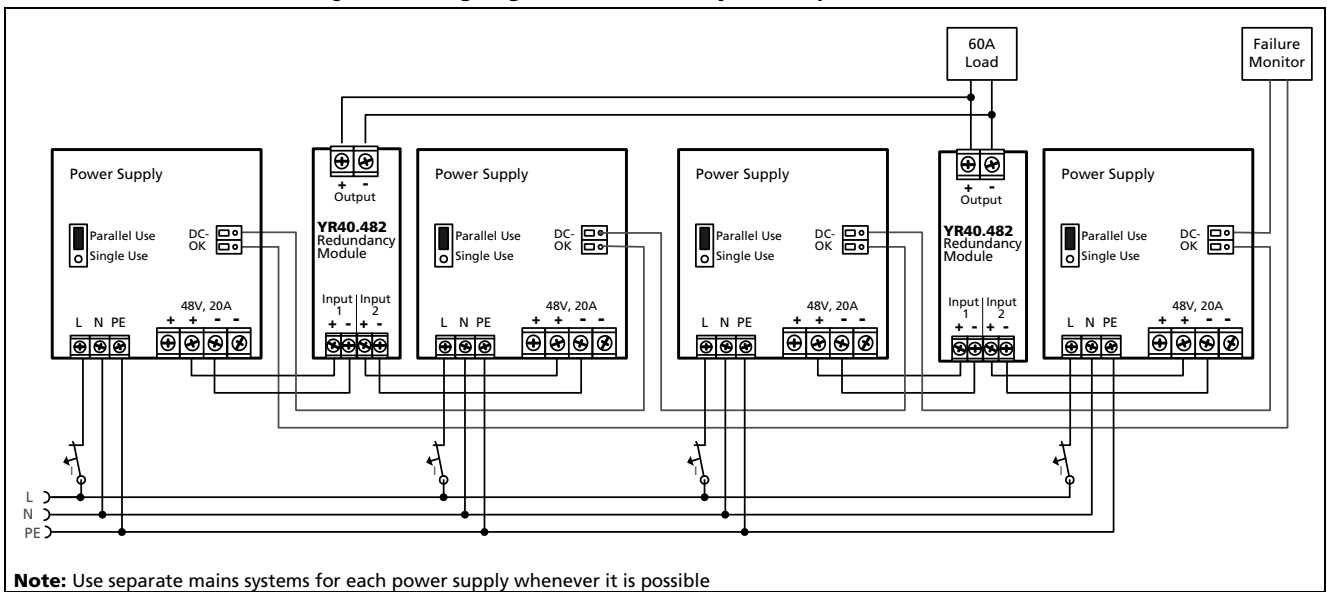 60A
Load
Failure
Monitor
Power Supply
Parallel Use
Single Use
DC-
OK
48V, 20A
+ + - -
L N PE
+ -
Output
YR40.482
Redundancy
Module
Input Input
1 2
+ - + -
Power Supply
Parallel Use
Single Use
DC-
OK
48V, 20A
+ + - -
L N PE
Power Supply
Parallel Use
Single Use
DC-
OK
48V, 20A
+ + - -
L N PE
+ -
Output
YR40.482
Redundancy
Module
Input Input
1 2
+ - + -
Power Supply
Parallel Use
Single Use
DC-
OK
48V, 20A
+ + - -
L N PE
I
I
I
I
L
N
PE
Note: Use separate mains systems for each power supply whenever it is possible